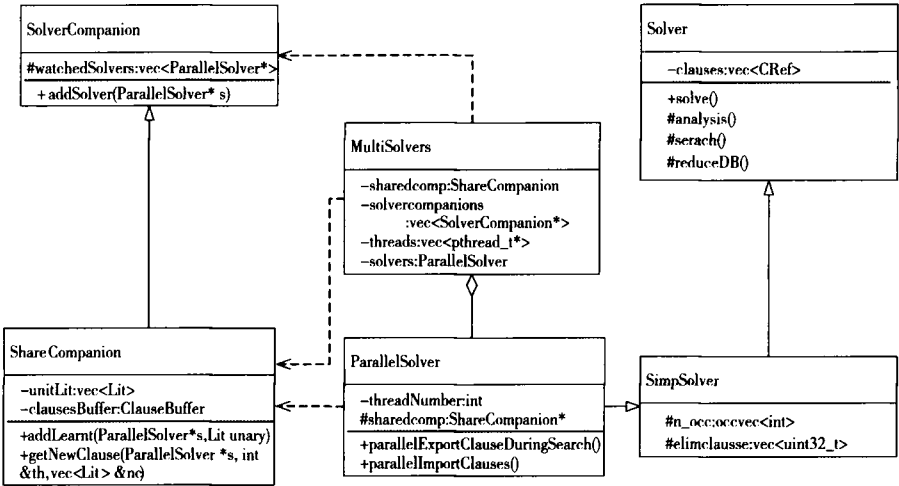 SolverCompanion
#watchedSolvers:vec<ParallelSolver*>
+addSolver(ParallelSolver* s)
Solver
-clauses:vec<CRef>
+solve()
#analysis()
#serach()
#reduceDB()
MultiSolvers
-sharedcomp:ShareCompanion
-solvercompanions
:vec<SolverCompanion*>
-threads:vec<pthread_t*>
-solvers:ParallelSolver
ShareCompanion
-unitLit:vec<Lit>
-clausesBuffer:ClauseBuffer
+addLearnt(ParallelSolver*s,Lit unary)
+getNewClause(ParallelSolver *s, int
&th,vec<Lit> &nc)
ParallelSolver
-threadNumber:int
#sharedcomp:ShareCompanion*
+parallelExportClauseDuringSearch()
+parallelImportClauses()
SimpSolver
#n_occ:occvec<int>
#elimclausse:vec<uint32_t>